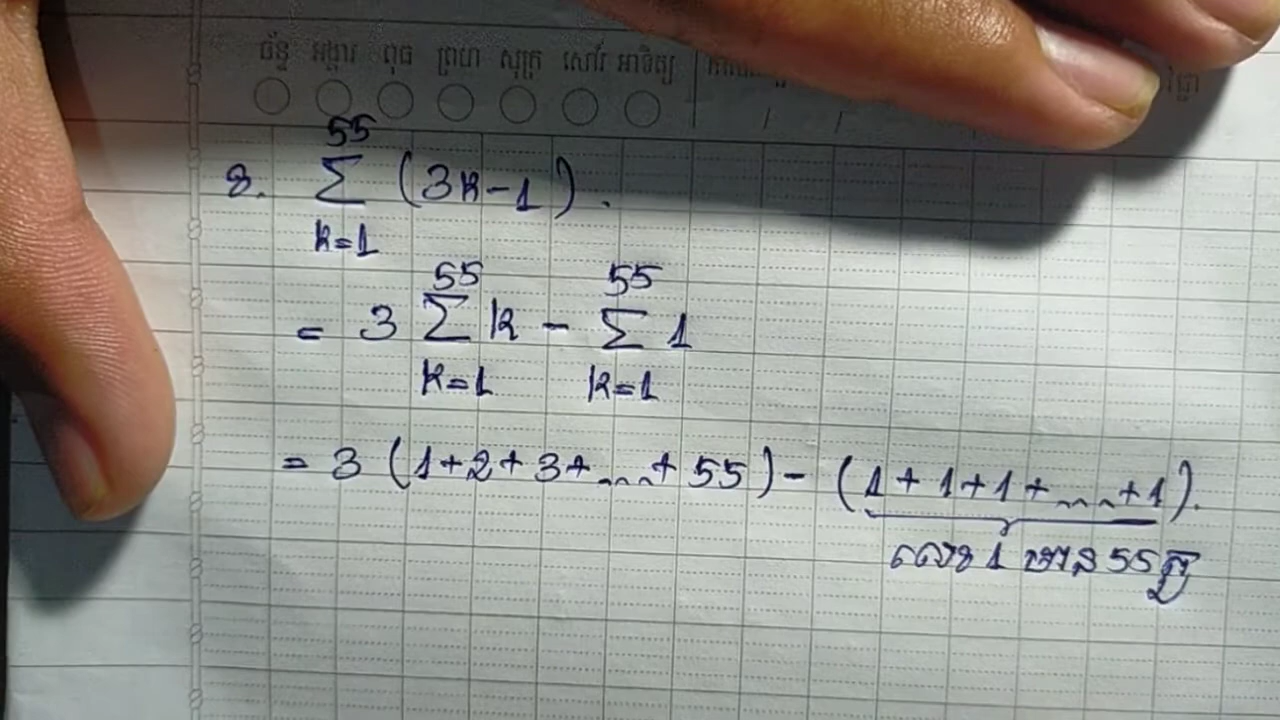 ច័ន្ទ អង្គារ ពុធ ព្រហ សុក្រ សៅរ៍ អាទិត្យ
8. 55 Σ k=1 (3k-1).
= 3 55 Σ k=1 k - 55 Σ k=1 1
= 3 (1+2+3+...+55) - (1+1+1+...+1).
លេខ1 មាន55តួ